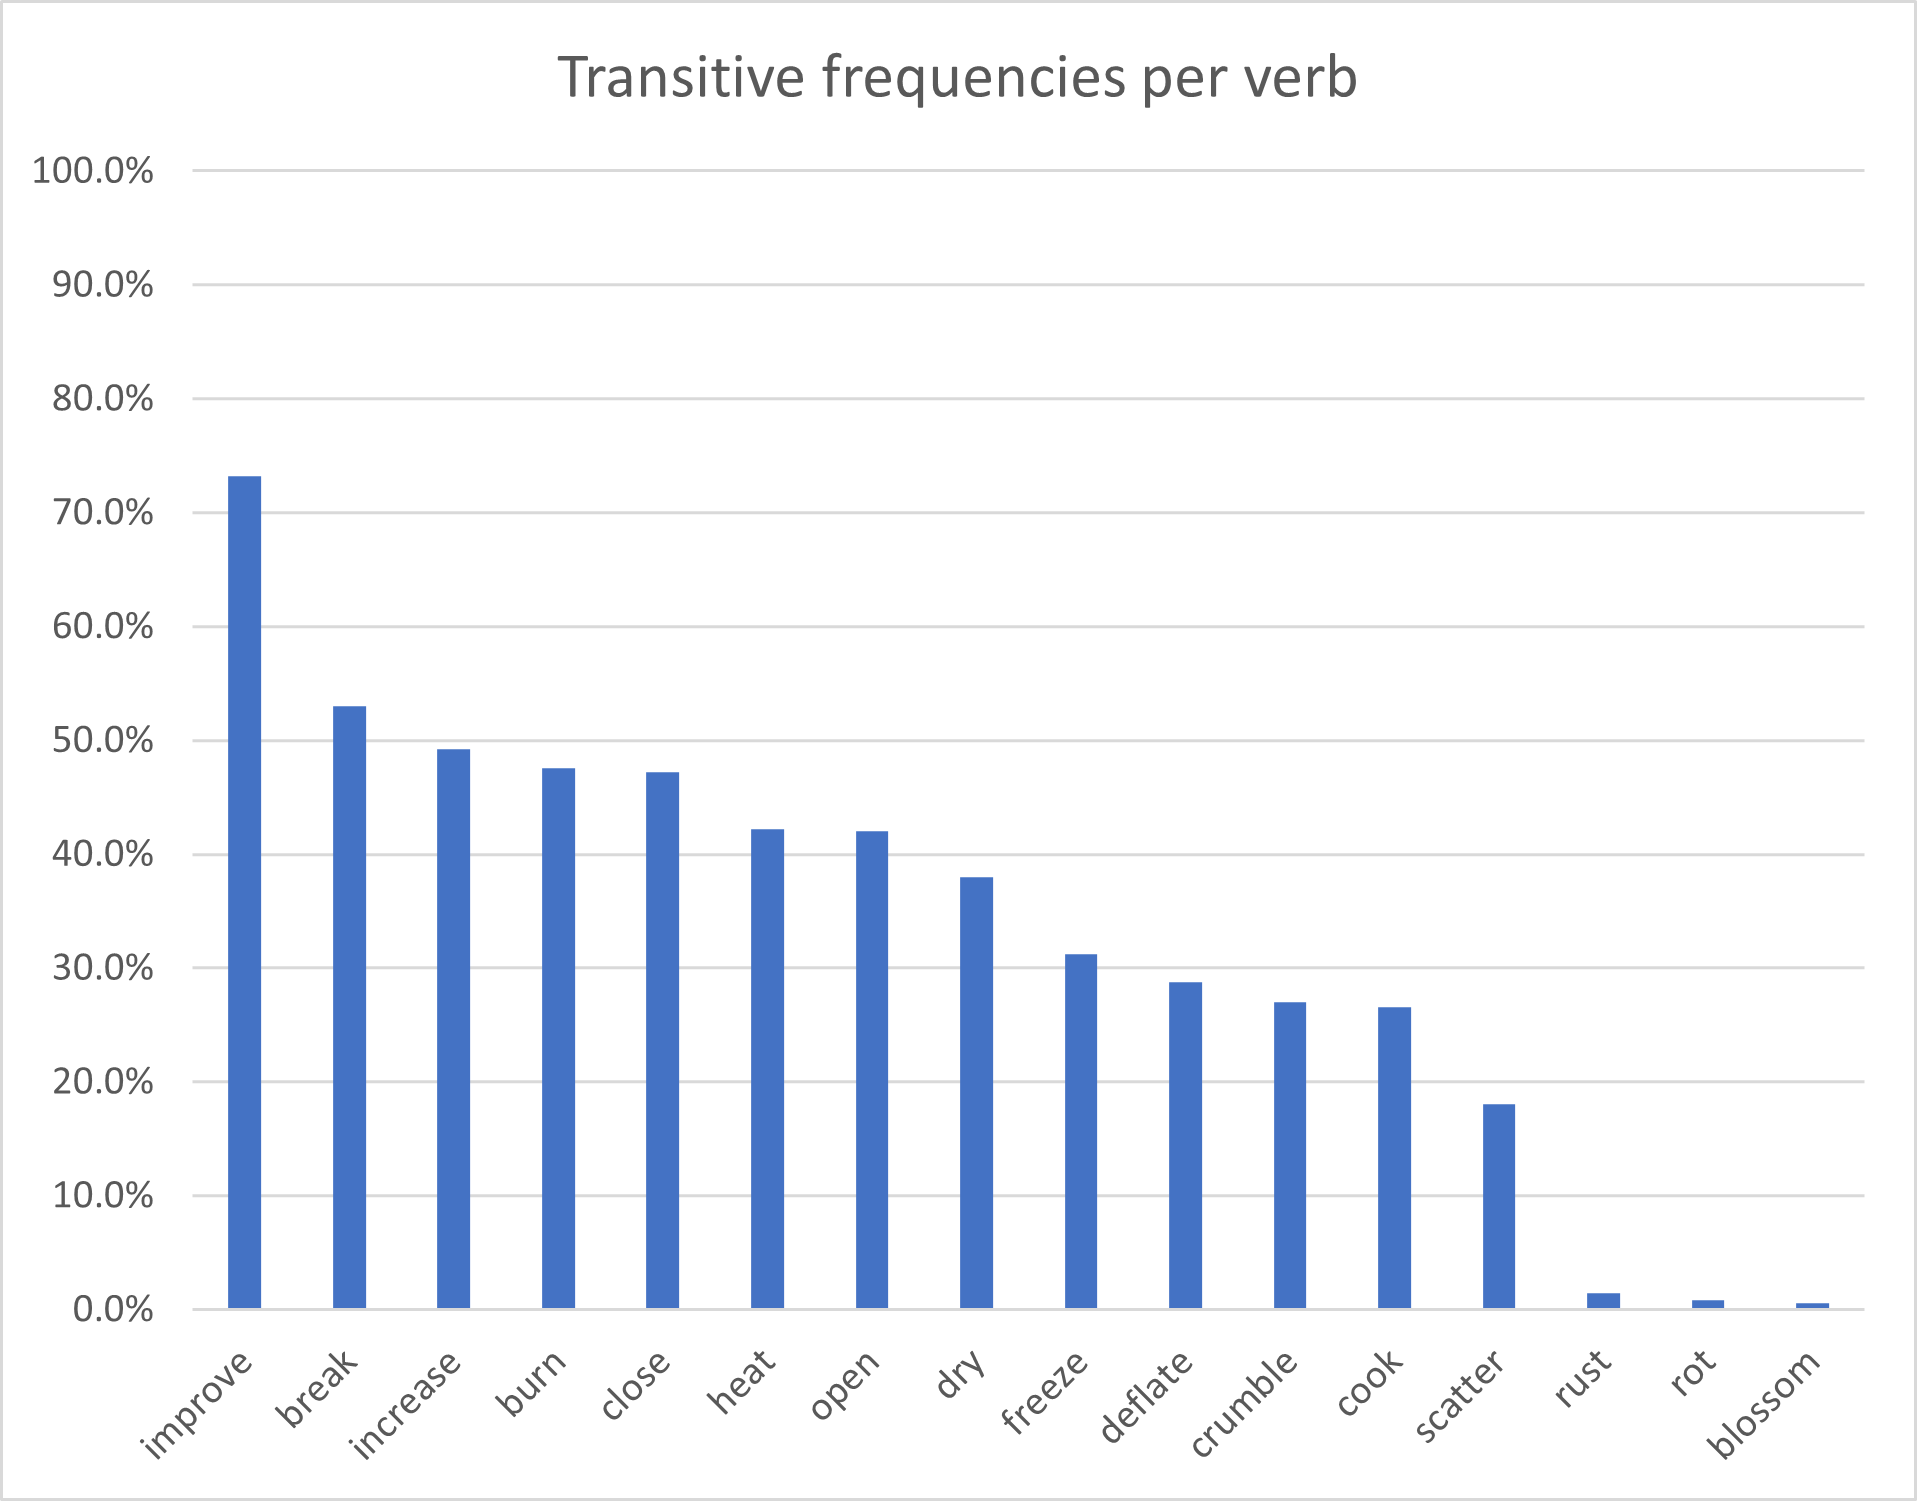 Transitive frequencies per verb
100.0%
90.0%
80.0%
70.0%
60.0%
50.0%
40.0%
30.0%
20.0%
10.0%
0.0%
improve
break
increase
burn
close
heat
open
dry
freeze
deflate
crumble
cook
scatter
rust
rot
blossom